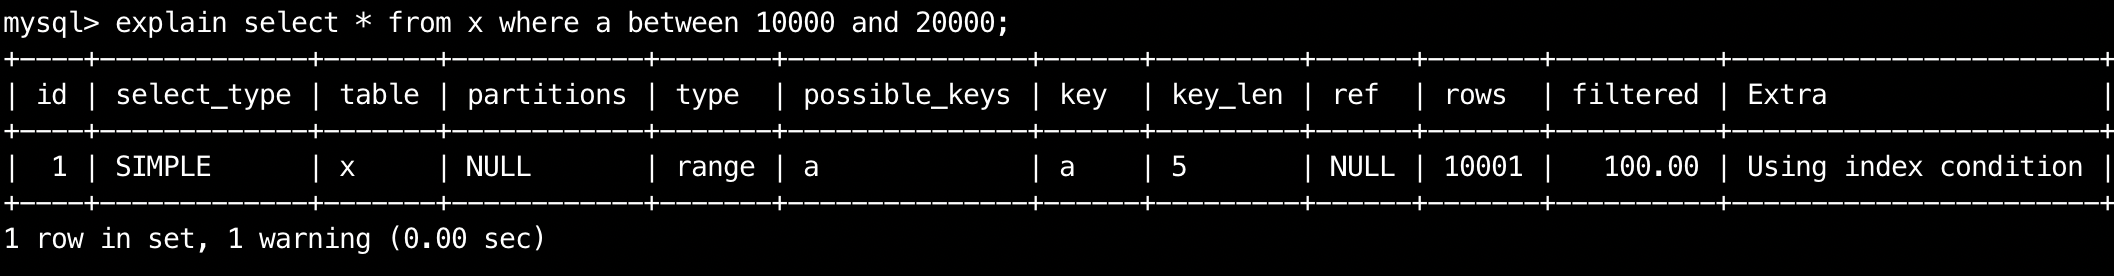 mysql> explain select * from x where a between 10000 and 20000;
+----+-------------+-------+------------+-------+---------------+------+---------+------+-------+----------+-----------------------+
| id | select_type | table | partitions | type  | possible_keys | key  | key_len | ref  | rows  | filtered | Extra                 |
+----+-------------+-------+------------+-------+---------------+------+---------+------+-------+----------+-----------------------+
|  1 | SIMPLE      | x     | NULL       | range | a             | a    | 5       | NULL | 10001 |   100.00 | Using index condition |
+----+-------------+-------+------------+-------+---------------+------+---------+------+-------+----------+-----------------------+
1 row in set, 1 warning (0.00 sec)